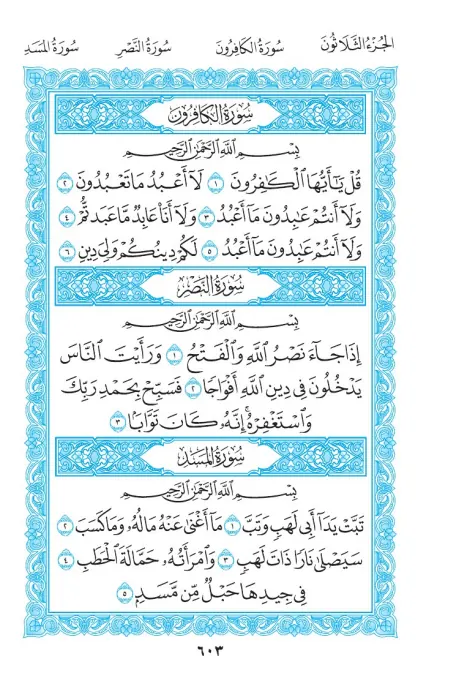 الجُزْءُ الثَّلَاثُونَ سُورَةُ الكَافِرُونَ سُورَةُ النَّصْرِ سُورَةُ المَسَدِ
سُورَةُ الكَافِرُونَ
بِسْمِ اللَّهِ الرَّحْمَٰنِ الرَّحِيمِ
قُلْ يَٰٓأَيُّهَا ٱلْكَٰفِرُونَ ١ لَآ أَعْبُدُ مَا تَعْبُدُونَ ٢
وَلَآ أَنتُمْ عَٰبِدُونَ مَآ أَعْبُدُ ٣ وَلَآ أَنَا۠ عَابِدٌ مَّا عَبَدتُّمْ ٤
وَلَآ أَنتُمْ عَٰبِدُونَ مَآ أَعْبُدُ ٥ لَكُمْ دِينُكُمْ وَلِيَ دِينِ ٦
سُورَةُ النَّصْرِ
بِسْمِ اللَّهِ الرَّحْمَٰنِ الرَّحِيمِ
إِذَا جَآءَ نَصْرُ ٱللَّهِ وَٱلْفَتْحُ ١ وَرَأَيْتَ ٱلنَّاسَ
يَدْخُلُونَ فِي دِينِ ٱللَّهِ أَفْوَاجًا ٢ فَسَبِّحْ بِحَمْدِ رَبِّكَ
وَٱسْتَغْفِرْهُ ۚ إِنَّهُۥ كَانَ تَوَّابًۢا ٣
سُورَةُ المَسَدِ
بِسْمِ اللَّهِ الرَّحْمَٰنِ الرَّحِيمِ
تَبَّتْ يَدَآ أَبِي لَهَبٍ وَتَبَّ ١ مَآ أَغْنَىٰ عَنْهُ مَالُهُۥ وَمَا كَسَبَ ٢
سَيَصْلَىٰ نَارًا ذَاتَ لَهَبٍ ٣ وَٱمْرَأَتُهُۥ حَمَّالَةَ ٱلْحَطَبِ ٤
فِي جِيدِهَا حَبْلٌ مِّن مَّسَدٍۭ ٥
٦٠٣